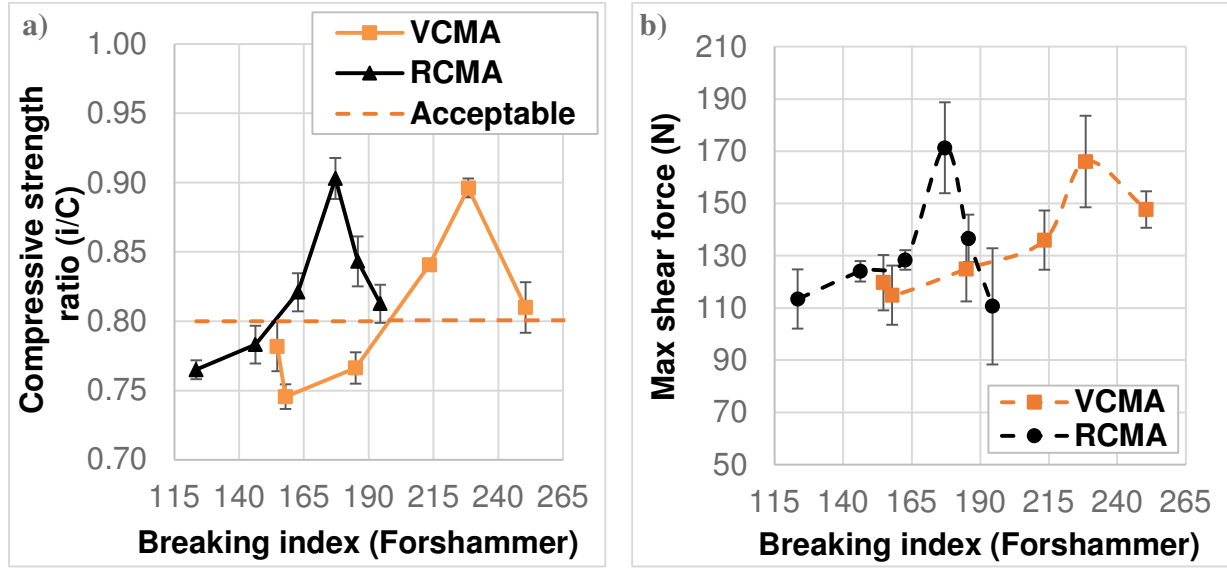 a)
VCMA
RCMA
Acceptable
1.00
0.95
0.90
0.85
0.80
0.75
0.70
Compressive strength
ratio (i/C)
115 140 165 190 215 240 265
Breaking index (Forshammer)
b)
210
190
170
150
130
110
90
70
50
Max shear force (N)
VCMA
RCMA
115 140 165 190 215 240 265
Breaking index (Forshammer)